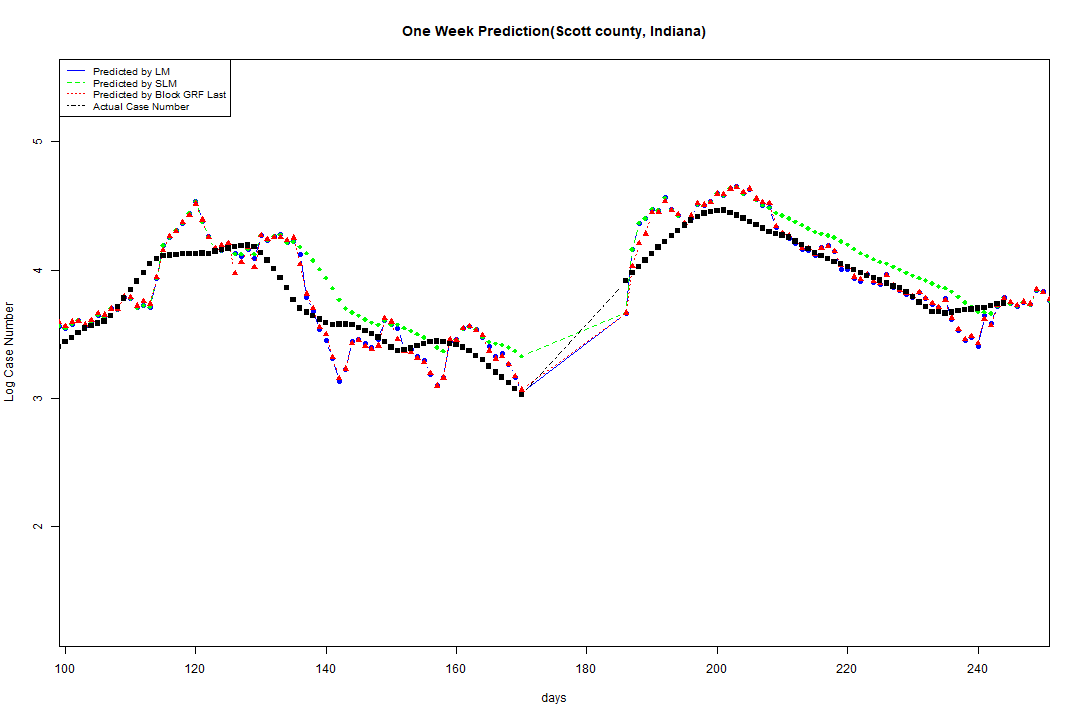 One Week Prediction(Scott county, Indiana)
Predicted by LM
Predicted by SLM
Predicted by Block GRF Last
Actual Case Number
5
4
3
2
Log Case Number
100 120 140 160 180 200 220 240
days